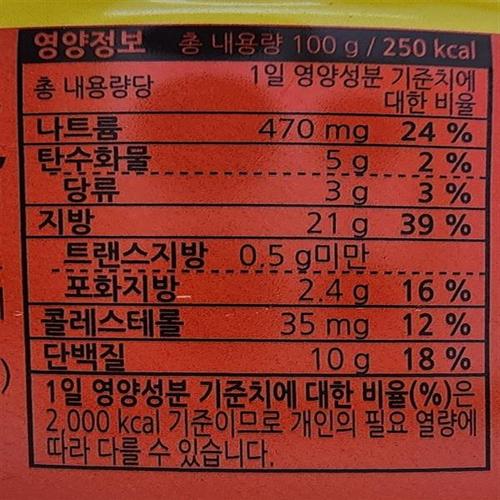 영양정보 총 내용량 100 g / 250 kcal
총 내용량당 1일 영양성분 기준치에 대한 비율
나트륨 470 mg 24 %
탄수화물 5 g 2 %
당류 3 g 3 %
지방 21 g 39 %
트랜스지방 0.5 g미만
포화지방 2.4 g 16 %
콜레스테롤 35 mg 12 %
단백질 10 g 18 %
1일 영양성분 기준치에 대한 비율(%)은
2,000 kcal 기준이므로 개인의 필요 열량에
따라 다를 수 있습니다.